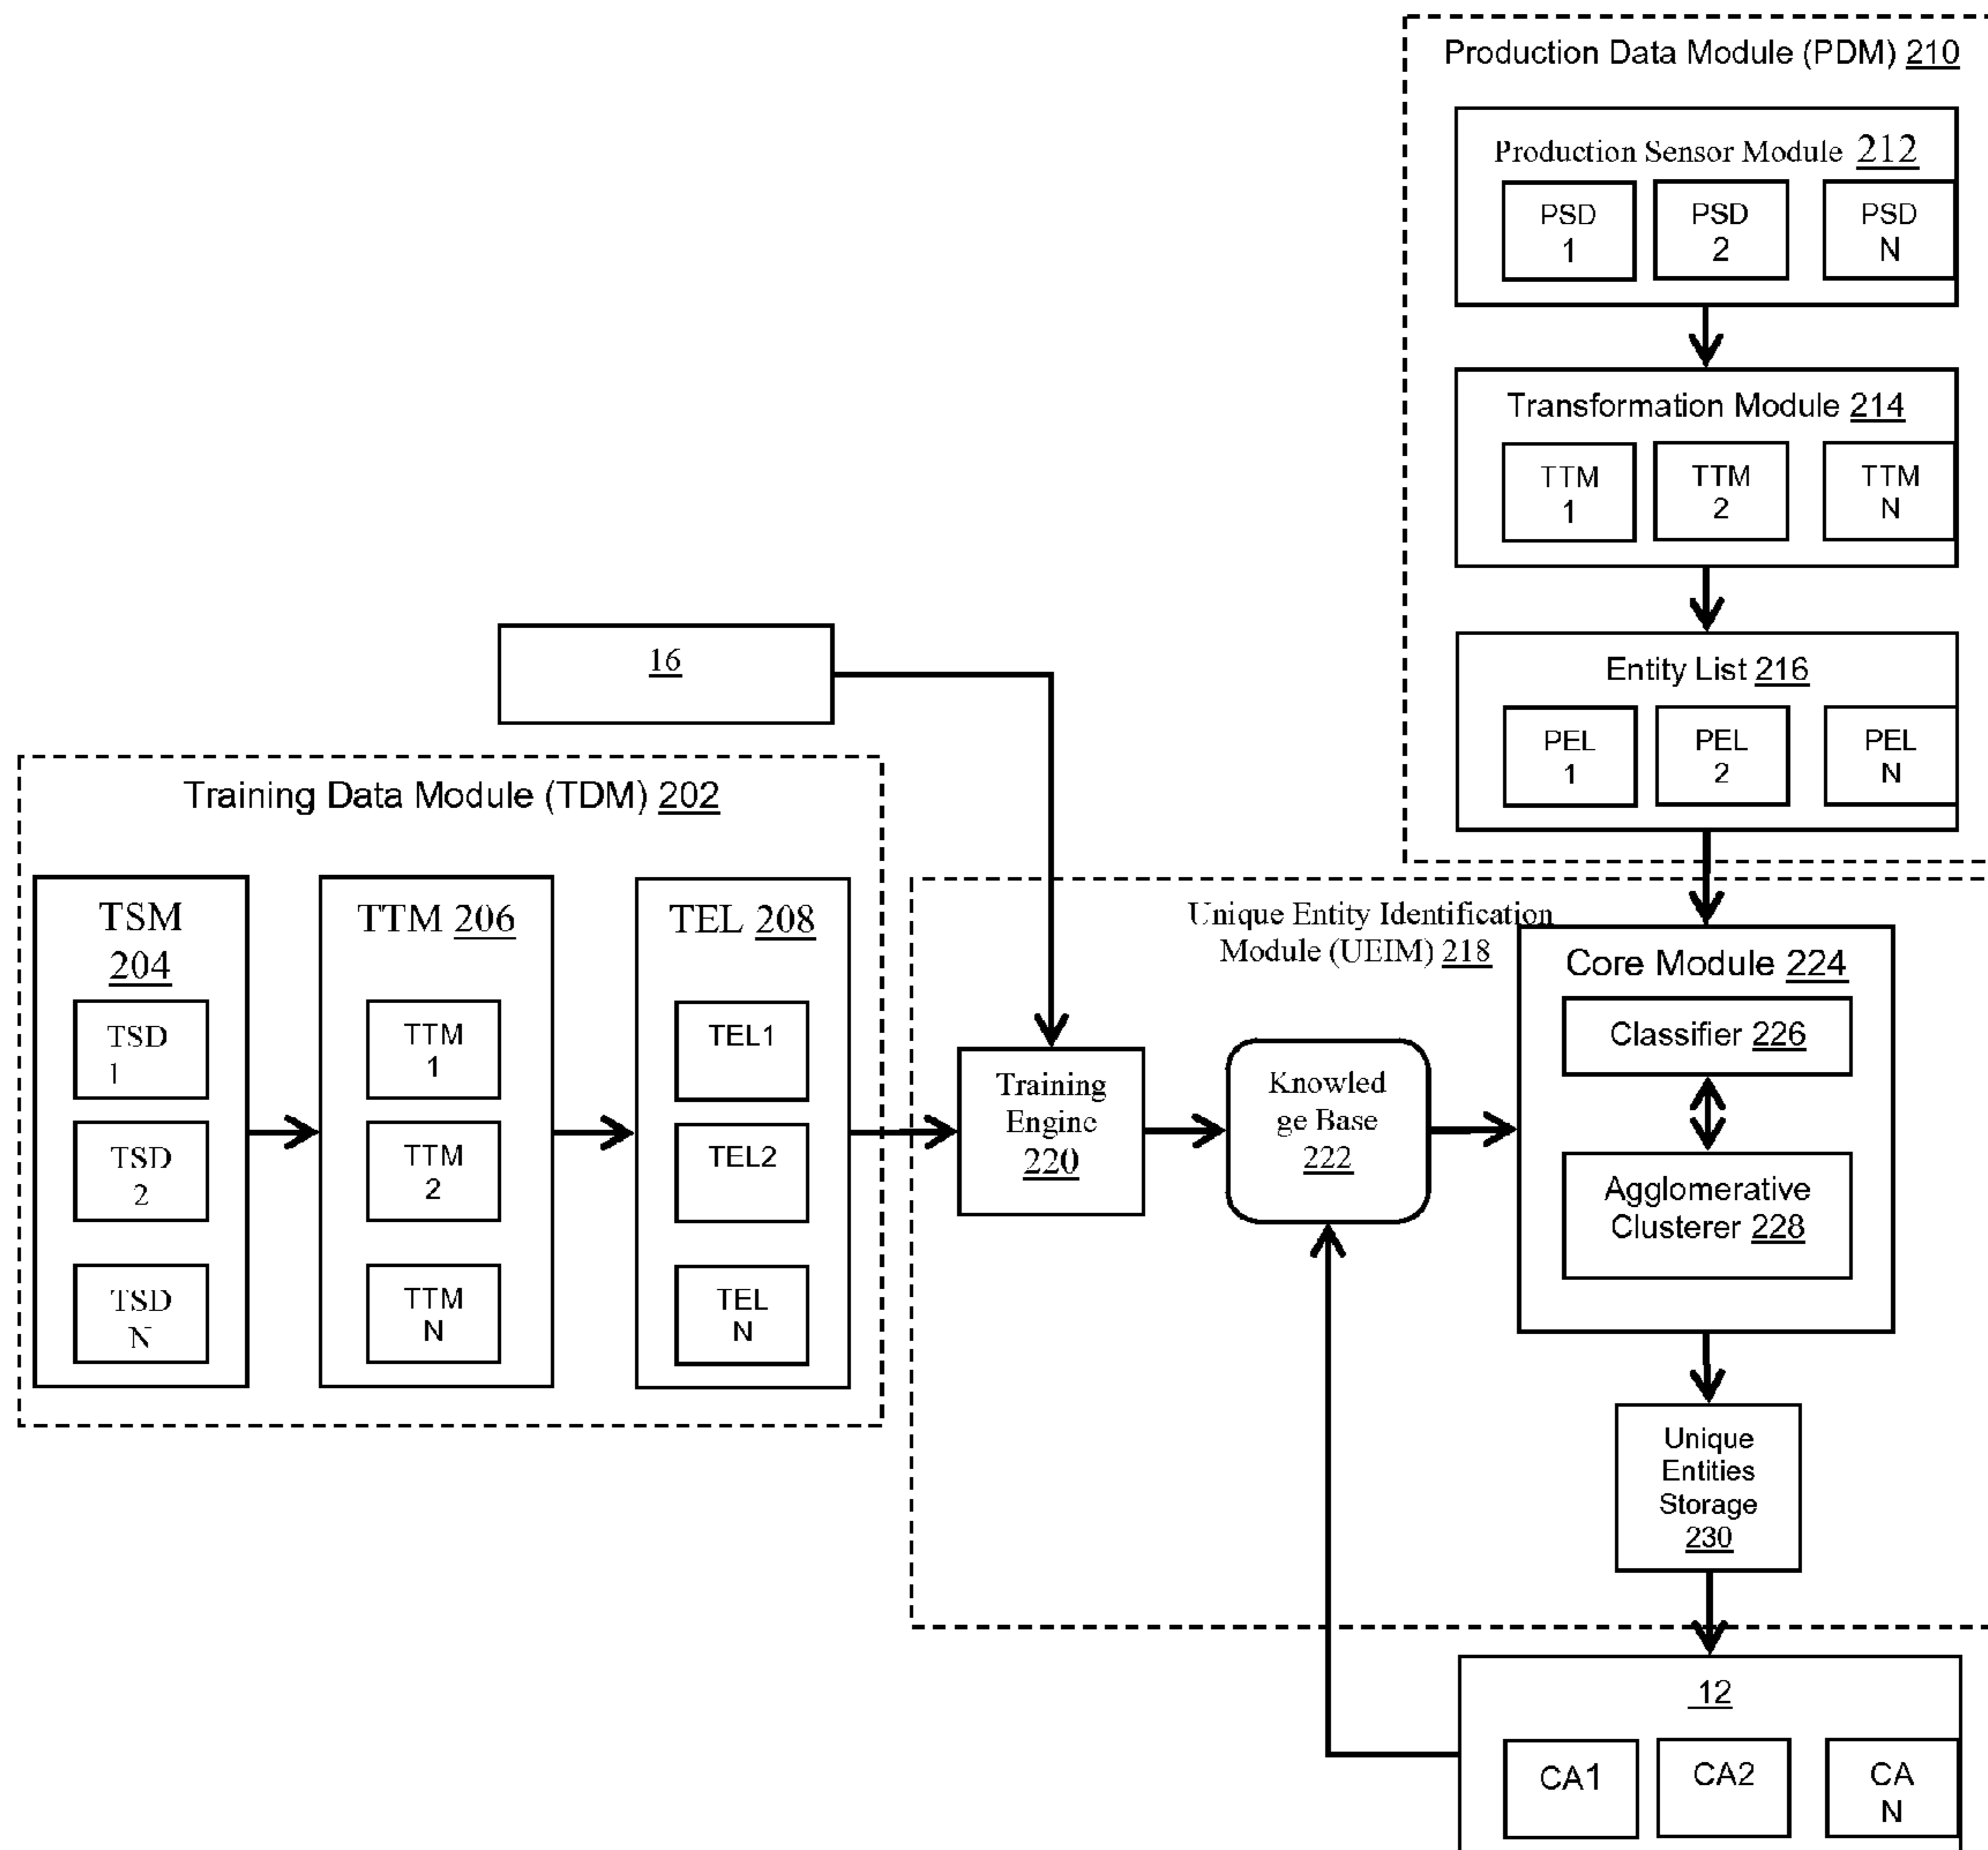 Production Data Module (PDM) 210
Production Sensor Module 212
PSD
1
PSD
2
PSD
N
Transformation Module 214
TTM
1
TTM
2
TTM
N
Entity List 216
PEL
1
PEL
2
PEL
N
16
Training Data Module (TDM) 202
TSM
204
TSD
1
TSD
2
TSD
N
TTM 206
TTM
1
TTM
2
TTM
N
TEL 208
TEL1
TEL2
TEL
N
Unique Entity Identification
Module (UEIM) 218
Training
Engine
220
Knowled
ge Base
222
Core Module 224
Classifier 226
Agglomerative
Clusterer 228
Unique
Entities
Storage
230
12
CA1
CA2
CA
N